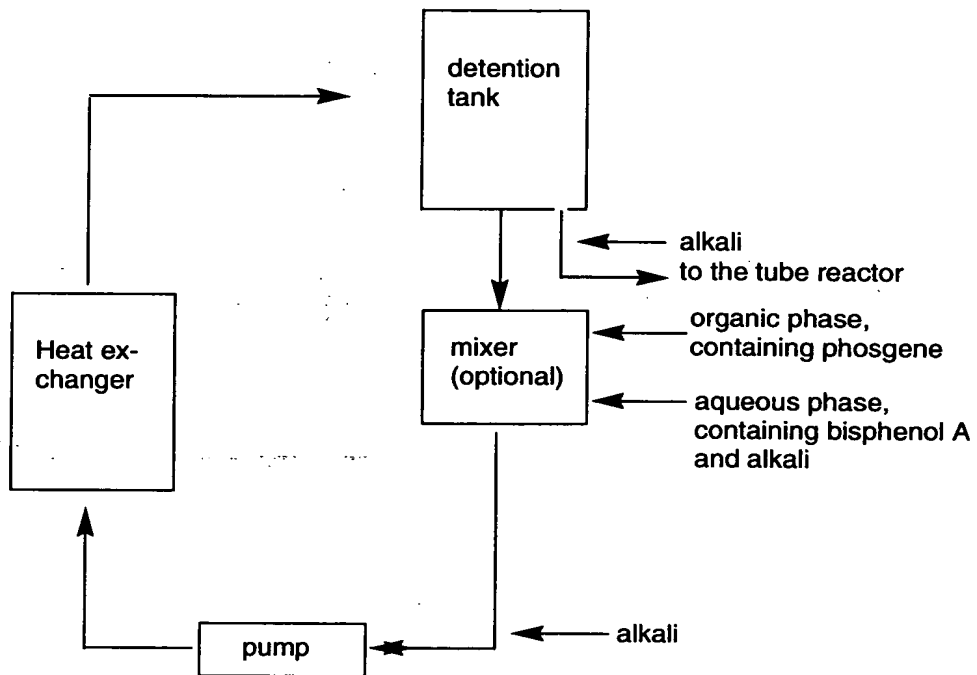 detention
tank
alkali
to the tube reactor
organic phase,
containing phosgene
Heat ex-
changer
mixer
(optional)
aqueous phase,
containing bisphenol A
and alkali
alkali
pump